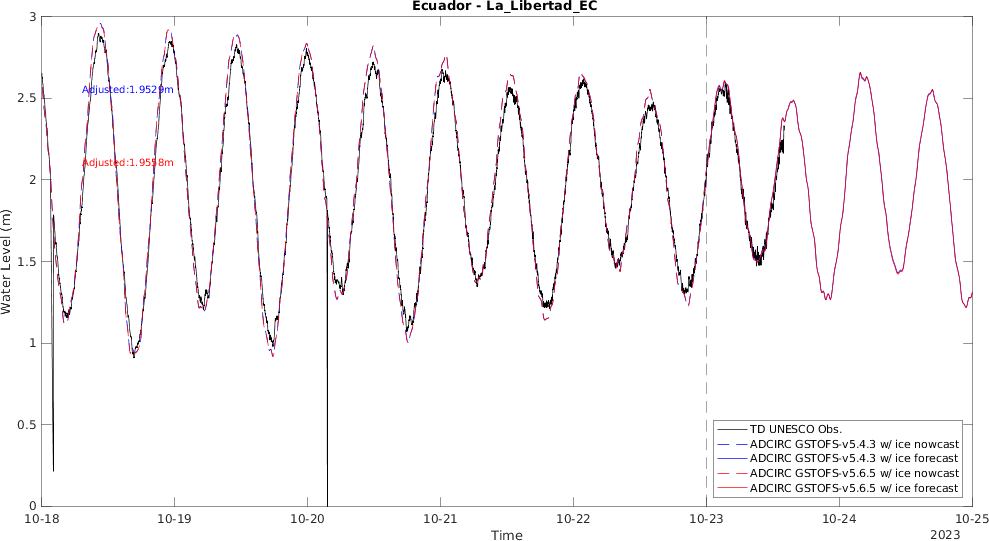 Ecuador - La_Libertad_EC
Water Level (m)
3
2.5
2
1.5
1
0.5
0
Adjusted:1.9529m
Adjusted:1.9558m
TD UNESCO Obs.
ADCIRC GSTOFS-v5.4.3 w/ ice nowcast
ADCIRC GSTOFS-v5.4.3 w/ ice forecast
ADCIRC GSTOFS-v5.6.5 w/ ice nowcast
ADCIRC GSTOFS-v5.6.5 w/ ice forecast
10-18 10-19 10-20 10-21 10-22 10-23 10-24 10-25
Time
2023